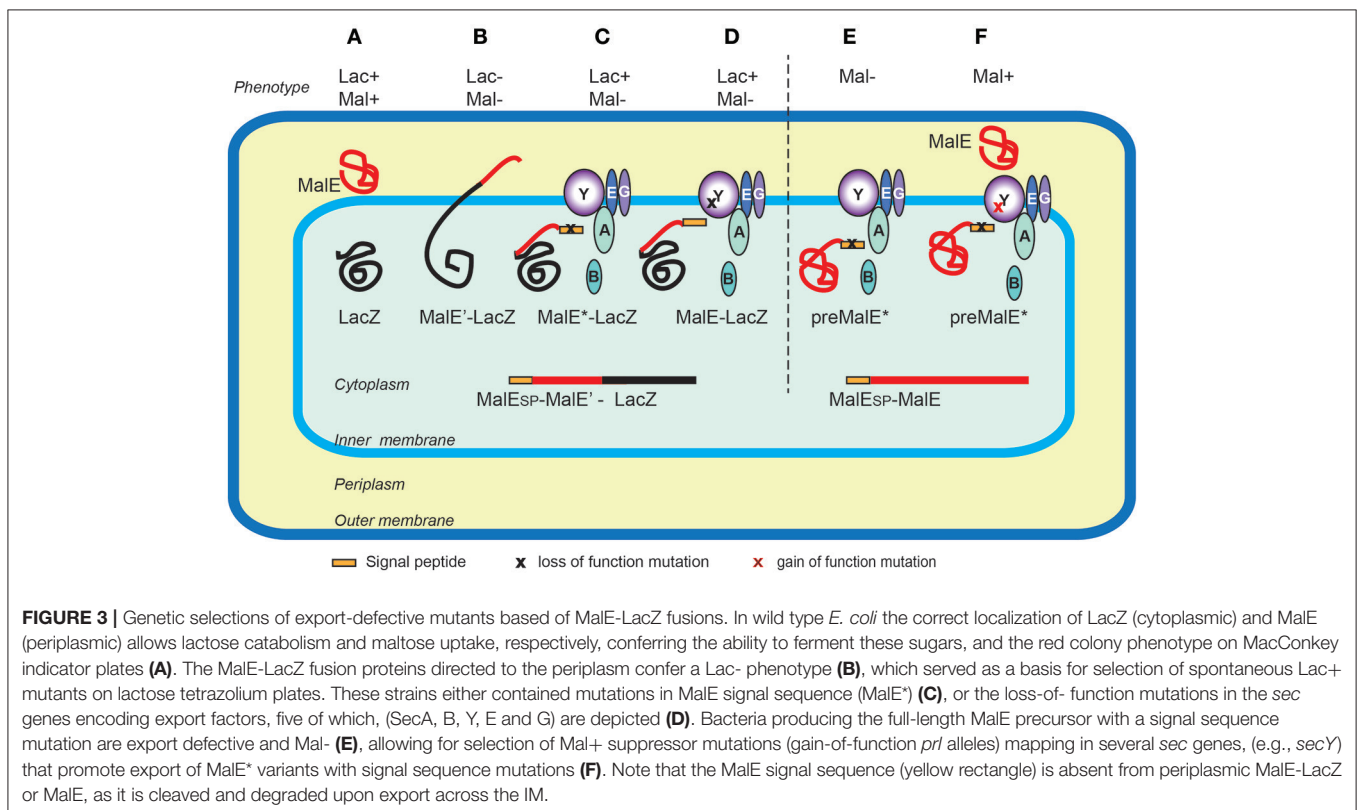 A B C D E F
Phenotype
Lac+ Lac- Lac+ Lac+ Mal- Mal+
Mal+ Mal- Mal- Mal-
MalE
MalE
Y E G Y E G Y E G Y E G
A A A A
B B B B
LacZ MalE'-LacZ MalE*-LacZ MalE-LacZ preMalE* preMalE*
Cytoplasm
MalESP-MalE' - LacZ MalESP-MalE
Inner membrane
Periplasm
Outer membrane
Signal peptide x loss of function mutation x gain of function mutation
FIGURE 3 | Genetic selections of export-defective mutants based of MalE-LacZ fusions. In wild type E. coli the correct localization of LacZ (cytoplasmic) and MalE
(periplasmic) allows lactose catabolism and maltose uptake, respectively, conferring the ability to ferment these sugars, and the red colony phenotype on MacConkey
indicator plates (A). The MalE-LacZ fusion proteins directed to the periplasm confer a Lac- phenotype (B), which served as a basis for selection of spontaneous Lac+
mutants on lactose tetrazolium plates. These strains either contained mutations in MalE signal sequence (MalE*) (C), or the loss-of- function mutations in the sec
genes encoding export factors, five of which, (SecA, B, Y, E and G) are depicted (D). Bacteria producing the full-length MalE precursor with a signal sequence
mutation are export defective and Mal- (E), allowing for selection of Mal+ suppressor mutations (gain-of-function prl alleles) mapping in several sec genes, (e.g., secY)
that promote export of MalE* variants with signal sequence mutations (F). Note that the MalE signal sequence (yellow rectangle) is absent from periplasmic MalE-LacZ
or MalE, as it is cleaved and degraded upon export across the IM.